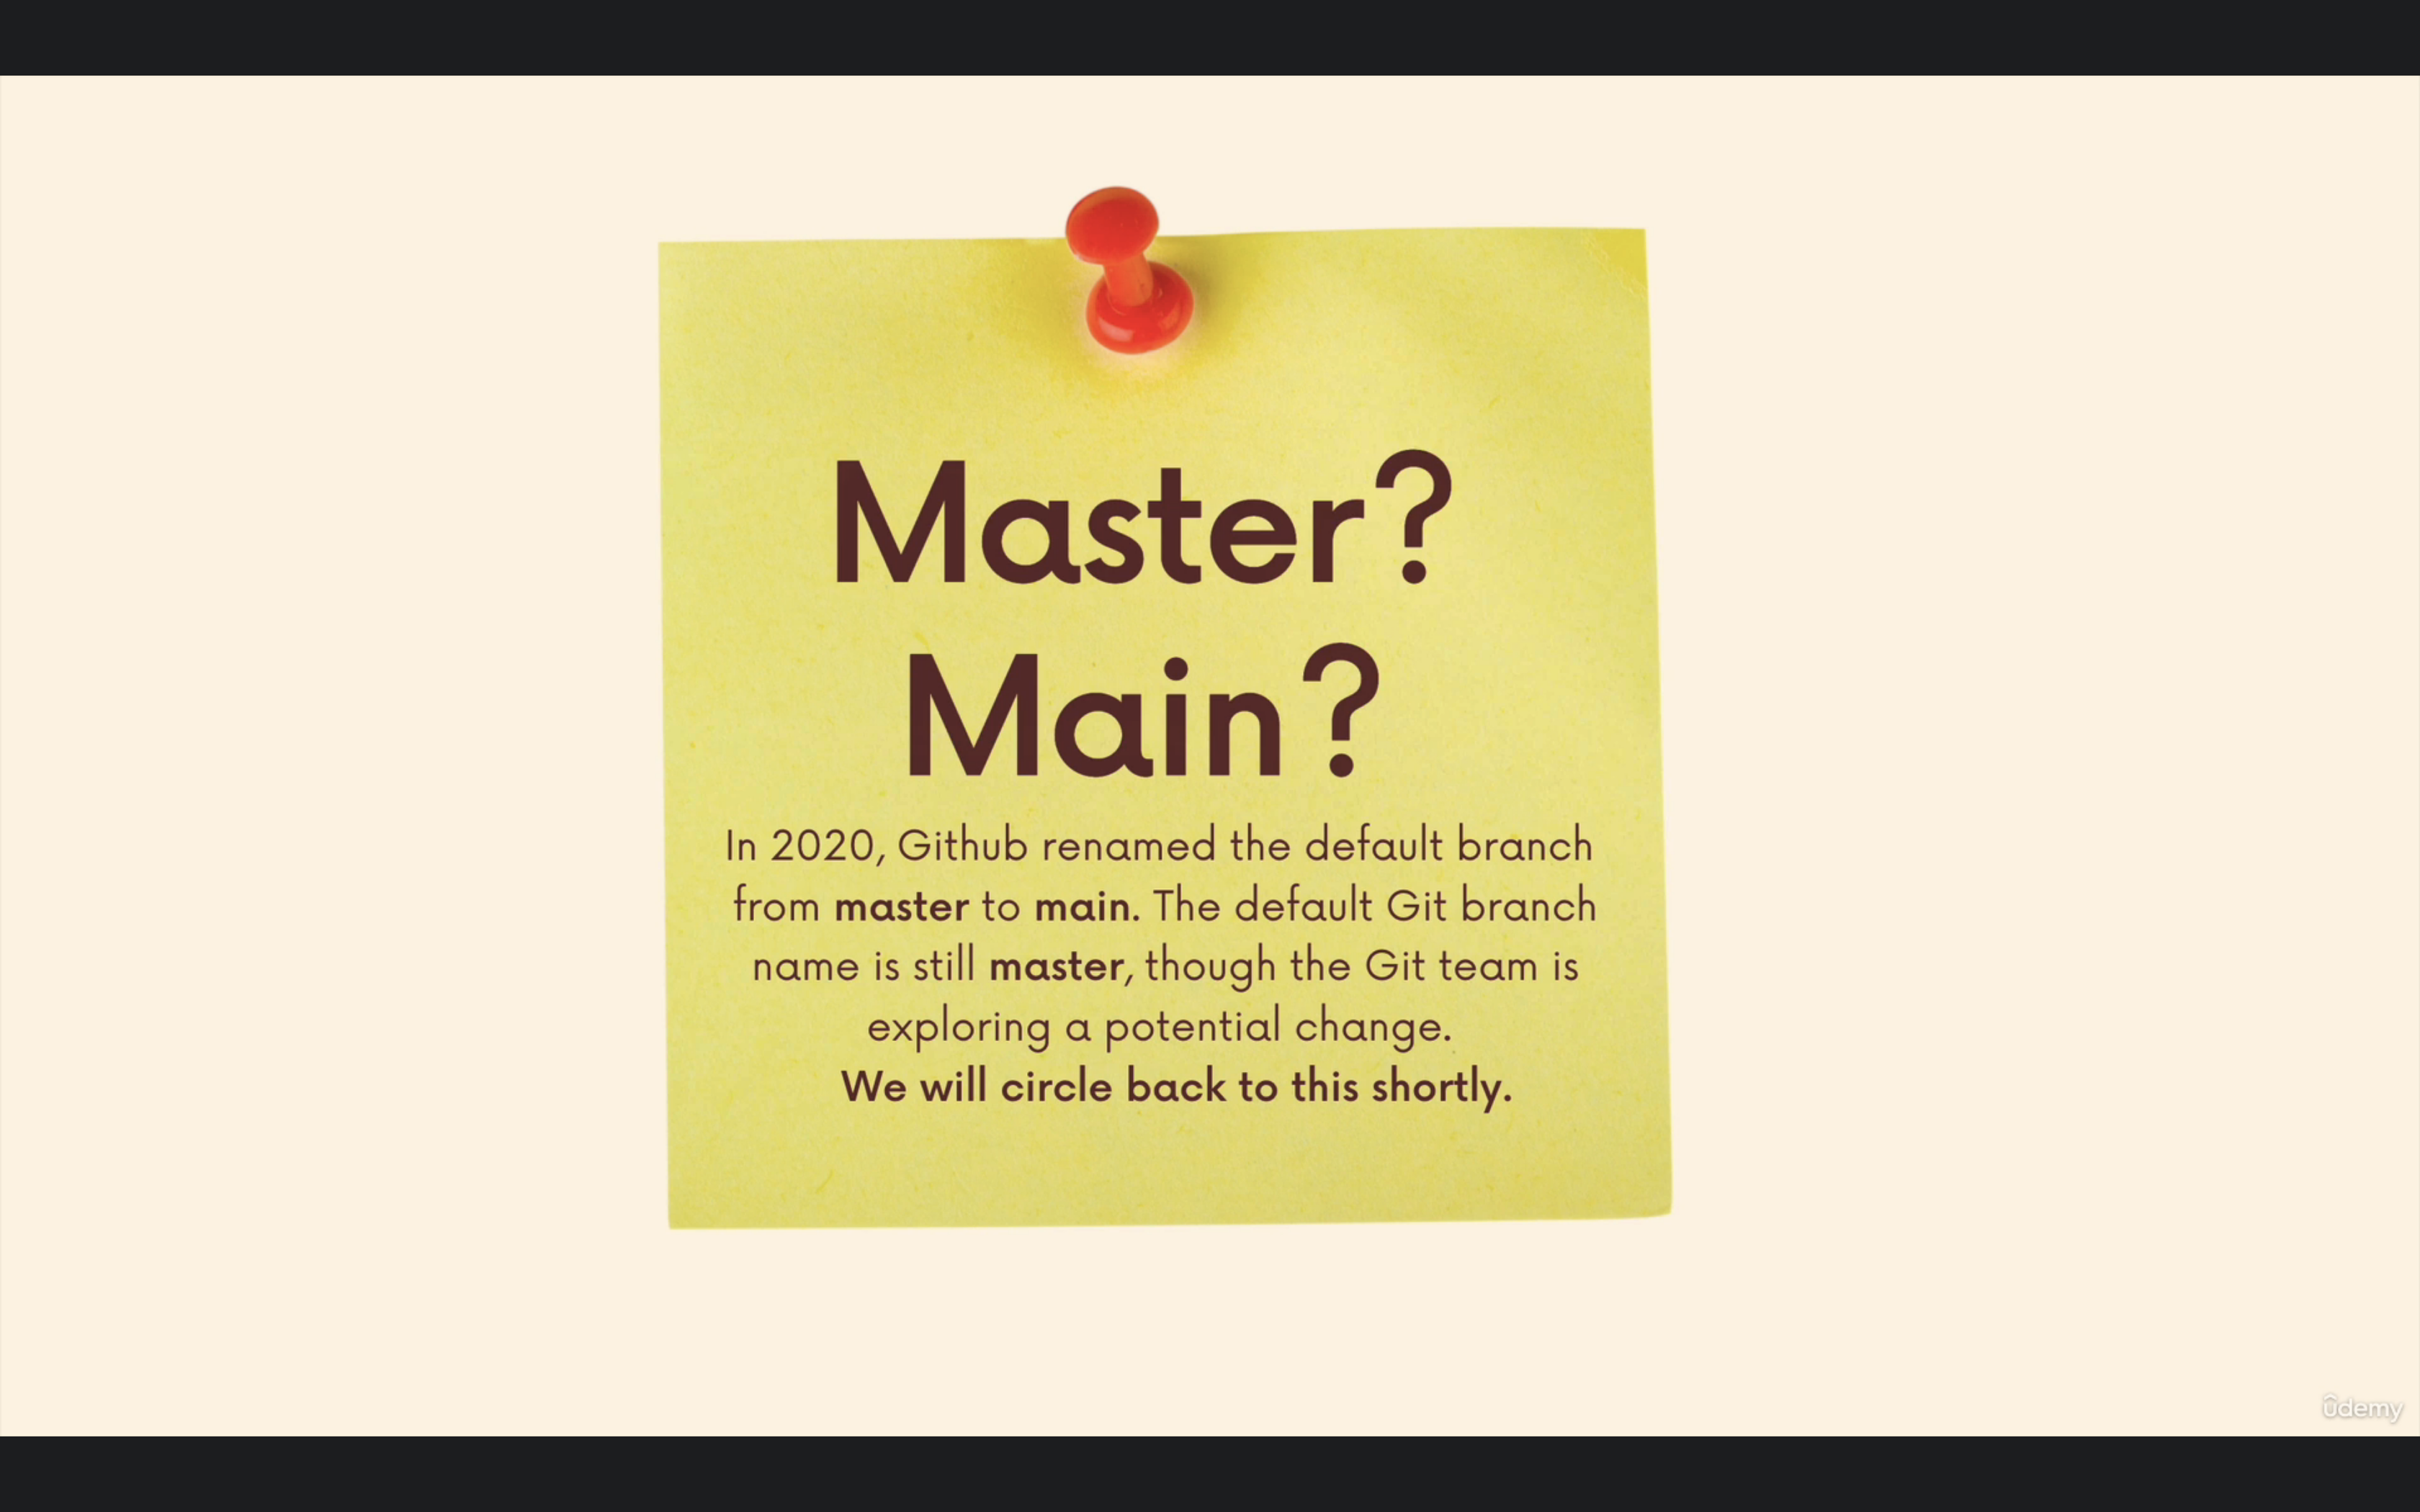 Master?
Main?
In 2020, Github renamed the default branch
from master to main. The default Git branch
name is still master, though the Git team is
exploring a potential change.
We will circle back to this shortly.
ûdemy